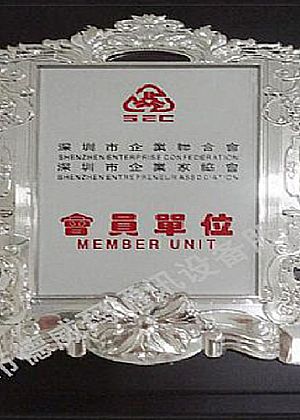 SEC
深圳市企業聯合會
SHENZHEN ENTERPRISE CONFEDERATION
深圳市企業家協會
SHENZHEN ENTREPRENEUR ASSOCIATION
會員單位
MEMBER UNIT